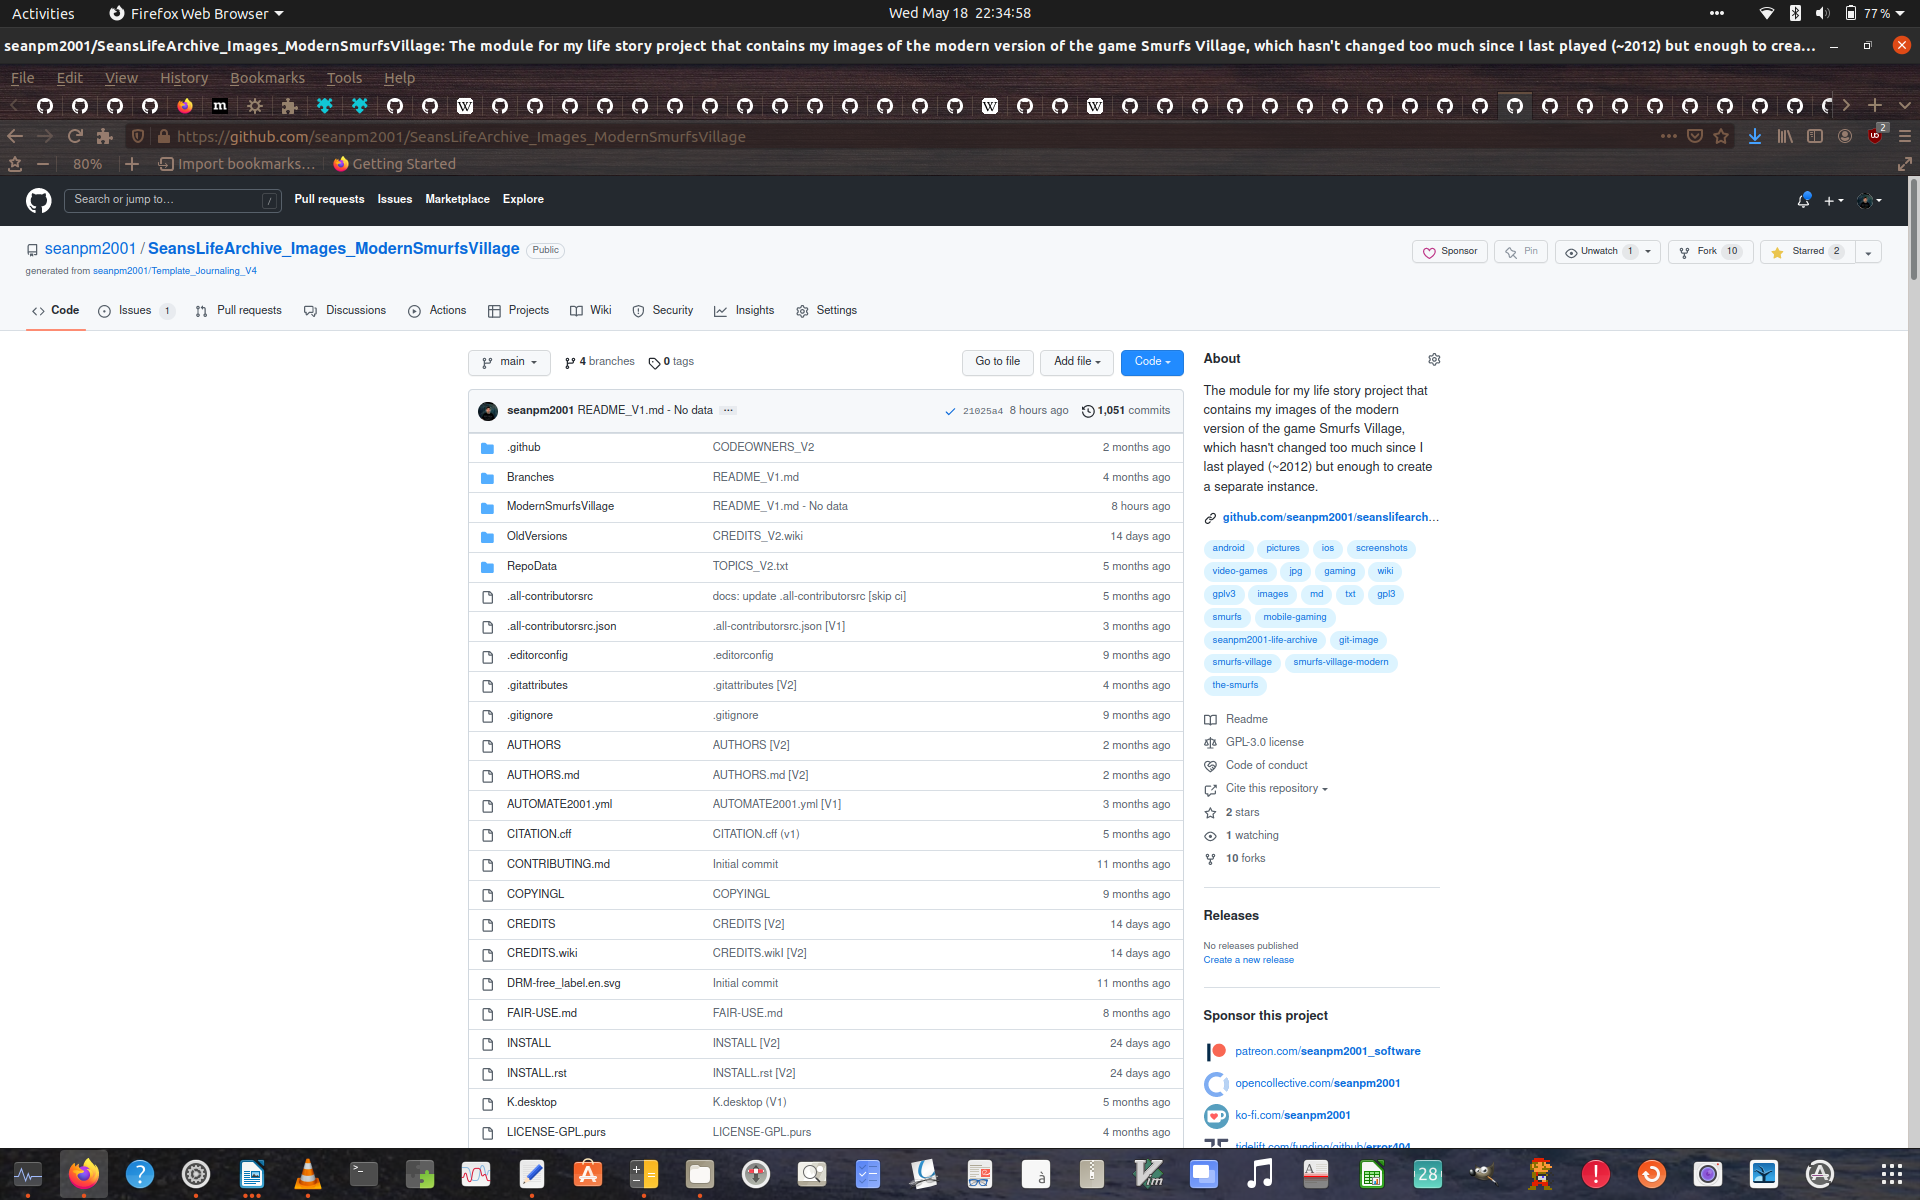 Activities Firefox Web Browser Wed May 18 22:34:58 77 %
seanpm2001/SeansLifeArchive_Images_ModernSmurfsVillage: The module for my life story project that contains my images of the modern version of the game Smurfs Village, which hasn't changed too much since I last played (~2012) but enough to crea...
File Edit View History Bookmarks Tools Help
https://github.com/seanpm2001/SeansLifeArchive_Images_ModernSmurfsVillage 2
80% Import bookmarks... Getting Started
Search or jump to... / Pull requests Issues Marketplace Explore
seanpm2001 / SeansLifeArchive_Images_ModernSmurfsVillage Public Sponsor Pin Unwatch 1 Fork 10 Starred 2
generated from seanpm2001/Template_Journaling_V4
Code Issues 1 Pull requests Discussions Actions Projects Wiki Security Insights Settings
main 4 branches 0 tags Go to file Add file Code
seanpm2001 README_V1.md - No data ... 21025a4 8 hours ago 1,051 commits
.github CODEOWNERS_V2 2 months ago
Branches README_V1.md 4 months ago
ModernSmurfsVillage README_V1.md - No data 8 hours ago
OldVersions CREDITS_V2.wiki 14 days ago
RepoData TOPICS_V2.txt 5 months ago
.all-contributorsrc docs: update .all-contributorsrc [skip ci] 5 months ago
.all-contributorsrc.json .all-contributorsrc.json [V1] 3 months ago
.editorconfig .editorconfig 9 months ago
.gitattributes .gitattributes [V2] 4 months ago
.gitignore .gitignore 9 months ago
AUTHORS AUTHORS [V2] 2 months ago
AUTHORS.md AUTHORS.md [V2] 2 months ago
AUTOMATE2001.yml AUTOMATE2001.yml [V1] 3 months ago
CITATION.cff CITATION.cff (v1) 5 months ago
CONTRIBUTING.md Initial commit 11 months ago
COPYINGL COPYINGL 9 months ago
CREDITS CREDITS [V2] 14 days ago
CREDITS.wiki CREDITS.wikI [V2] 14 days ago
DRM-free_label.en.svg Initial commit 11 months ago
FAIR-USE.md FAIR-USE.md 8 months ago
INSTALL INSTALL [V2] 24 days ago
INSTALL.rst INSTALL.rst [V2] 24 days ago
K.desktop K.desktop (V1) 5 months ago
LICENSE-GPL.purs LICENSE-GPL.purs 4 months ago
About
The module for my life story project that
contains my images of the modern
version of the game Smurfs Village,
which hasn't changed too much since I
last played (~2012) but enough to create
a separate instance.
github.com/seanpm2001/seanslifearch...
android pictures ios screenshots
video-games jpg gaming wiki
gplv3 images md txt gpl3
smurfs mobile-gaming
seanpm2001-life-archive git-image
smurfs-village smurfs-village-modern
the-smurfs
Readme
GPL-3.0 license
Code of conduct
Cite this repository
2 stars
1 watching
10 forks
Releases
No releases published
Create a new release
Sponsor this project
patreon.com/seanpm2001_software
opencollective.com/seanpm2001
ko-fi.com/seanpm2001
tidelift.com/funding/github/error404
28